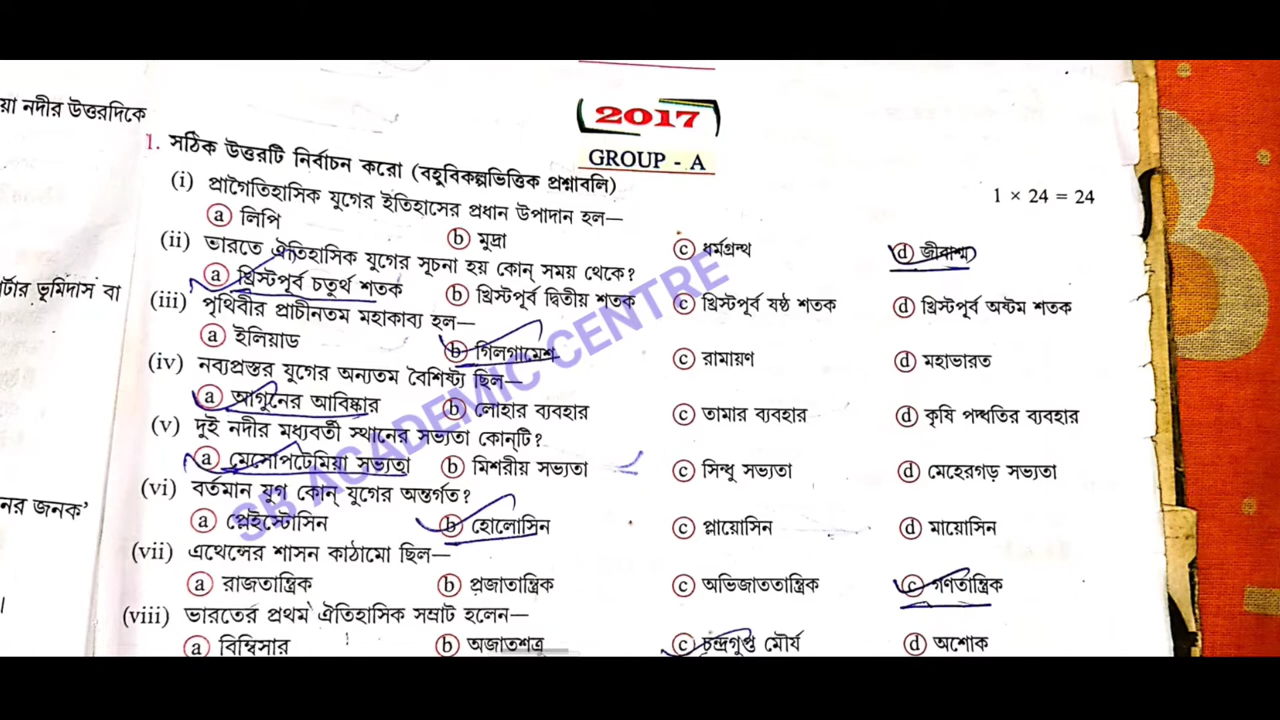 য়া নদীর উত্তরদিকে
র্টার ভূমিদাস বা
নর জনক’
2017
GROUP - A
1. সঠিক উত্তরটি নির্বাচন করো (বহুবিকল্পভিত্তিক প্রশ্নাবলি)
1 × 24 = 24
(i) প্রাগৈতিহাসিক যুগের ইতিহাসের প্রধান উপাদান হল—
a লিপি b মুদ্রা c ধর্মগ্রন্থ d জীবাশ্ম
(ii) ভারতে ঐতিহাসিক যুগের সূচনা হয় কোন্ সময় থেকে?
a খ্রিস্টপূর্ব চতুর্থ শতক b খ্রিস্টপূর্ব দ্বিতীয় শতক c খ্রিস্টপূর্ব ষষ্ঠ শতক d খ্রিস্টপূর্ব অষ্টম শতক
(iii) পৃথিবীর প্রাচীনতম মহাকাব্য হল—
a ইলিয়াড b গিলগামেশ c রামায়ণ d মহাভারত
(iv) নব্যপ্রস্তর যুগের অন্যতম বৈশিষ্ট্য ছিল—
a আগুনের আবিষ্কার b লোহার ব্যবহার c তামার ব্যবহার d কৃষি পদ্ধতির ব্যবহার
(v) দুই নদীর মধ্যবর্তী স্থানের সভ্যতা কোন্‌টি?
a মেসোপটেমিয়া সভ্যতা b মিশরীয় সভ্যতা c সিন্ধু সভ্যতা d মেহেরগড় সভ্যতা
(vi) বর্তমান যুগ কোন্ যুগের অন্তর্গত?
a প্লেইস্টোসিন b হোলোসিন c প্লায়োসিন d মায়োসিন
(vii) এথেন্সের শাসন কাঠামো ছিল—
a রাজতান্ত্রিক b প্রজাতান্ত্রিক c অভিজাততান্ত্রিক c গণতান্ত্রিক
(viii) ভারতের প্রথম ঐতিহাসিক সম্রাট হলেন—
a বিম্বিসার b অজাতশত্রু c চন্দ্রগুপ্ত মৌর্য d অশোক
SB ACADEMIC CENTRE